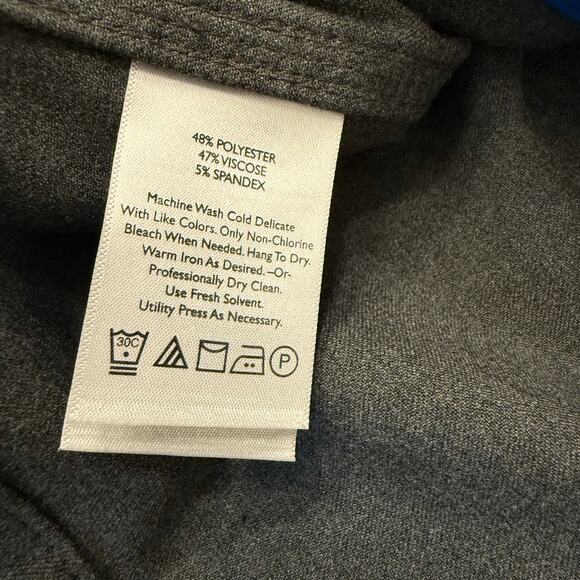 48% POLYESTER
47% VISCOSE
5% SPANDEX
Machine Wash Cold Delicate
With Like Colors. Only Non-Chlorine
Bleach When Needed. Hang To Dry.
Warm Iron As Desired. –Or–
Professionally Dry Clean.
Use Fresh Solvent.
Utility Press As Necessary.
30C P